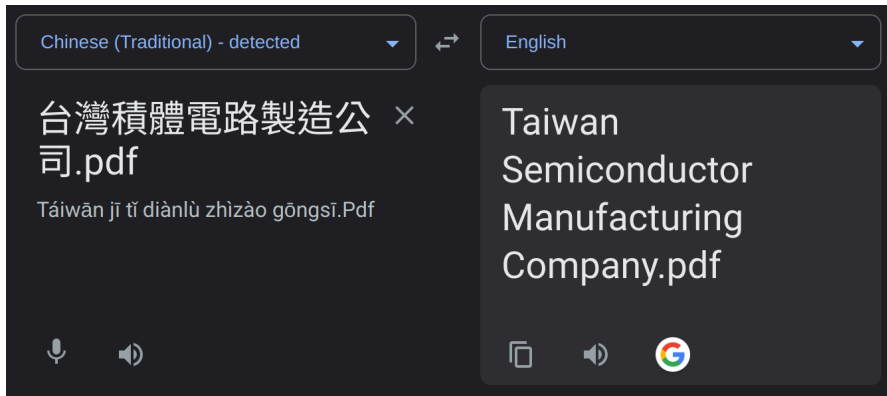 Chinese (Traditional) - detected
English
台灣積體電路製造公
司.pdf
Táiwān jī tǐ diànlù zhìzào gōngsī.Pdf
Taiwan
Semiconductor
Manufacturing
Company.pdf